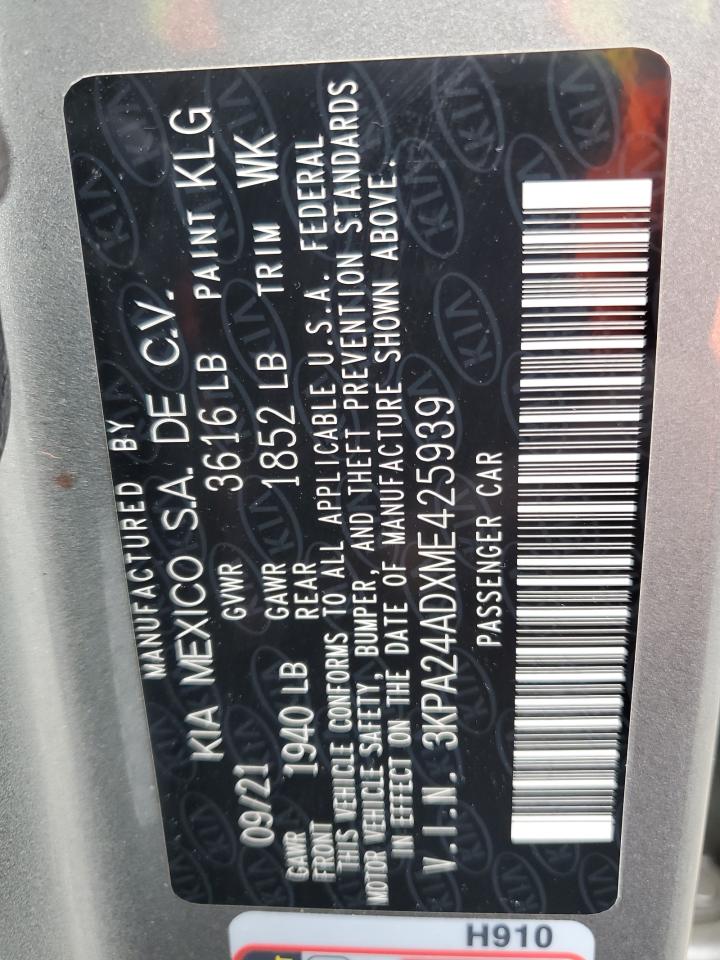 MANUFACTURED BY
KIA MEXICO S.A. DE C.V.
09/21 GVWR 3616 LB PAINT KLG
GAWR FRONT 1940 LB GAWR REAR 1852 LB TRIM WK
THIS VEHICLE CONFORMS TO ALL APPLICABLE U.S.A. FEDERAL
MOTOR VEHICLE SAFETY, BUMPER, AND THEFT PREVENTION STANDARDS
IN EFFECT ON THE DATE OF MANUFACTURE SHOWN ABOVE.
V.I.N. 3KPA24ADXME425939
PASSENGER CAR
H910